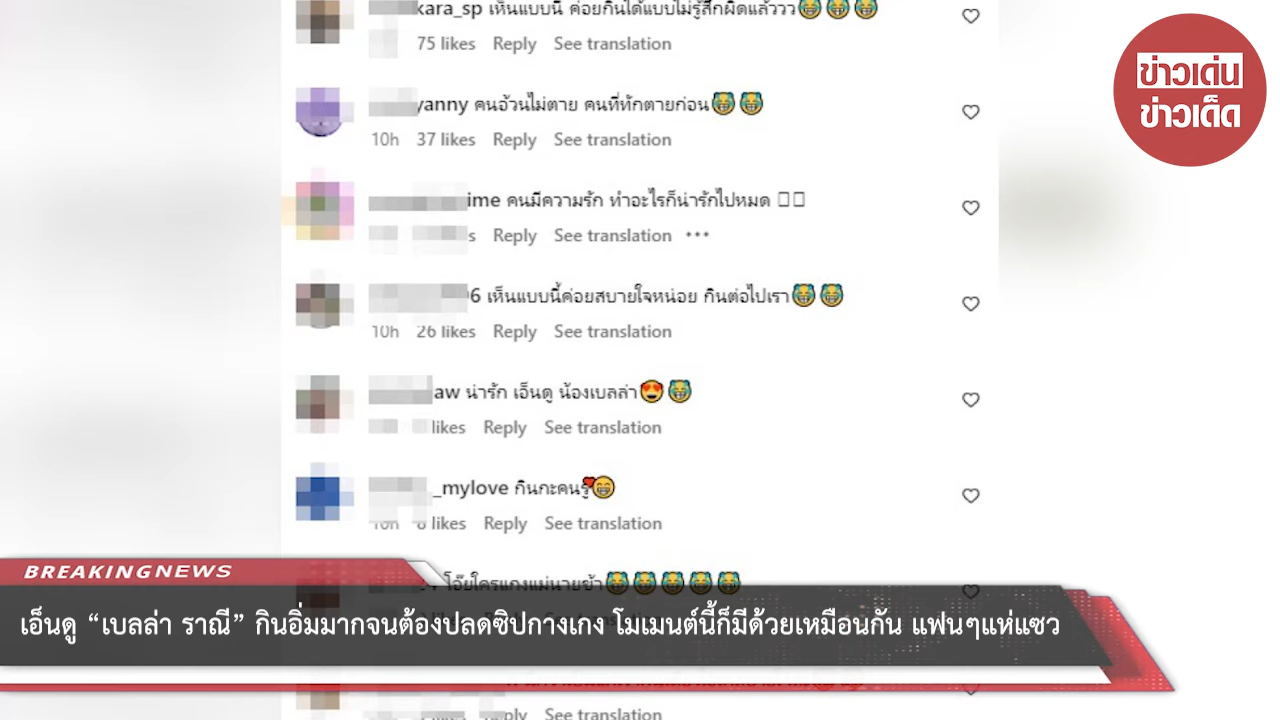 kara_sp เห็นแบบนี้ ค่อยกินได้แบบไม่รู้สึกผิดแล้ววว😹😹😹
75 likes Reply See translation
ข่าวเด่น
ข่าวเด็ด
yanny คนอ้วนไม่ตาย คนที่ทักตายก่อน😹😹
10h 37 likes Reply See translation
ime คนมีความรัก ทำอะไรก็น่ารักไปหมด
s Reply See translation •••
6 เห็นแบบนี้ค่อยสบายใจหน่อย กินต่อไปเรา😹😹
10h 26 likes Reply See translation
aw น่ารัก เอ็นดู น้องเบลล่า😍😹
likes Reply See translation
_mylove กินกะคนรู้
10h 8 likes Reply See translation
BREAKINGNEWS
โอ๊ยใครแกงแม่นายข้า😹😹😹😹😹
เอ็นดู “เบลล่า ราณี” กินอิ่มมากจนต้องปลดซิปกางเกง โมเมนต์นี้ก็มีด้วยเหมือนกัน แฟนๆแห่แซว
likes Reply See translation